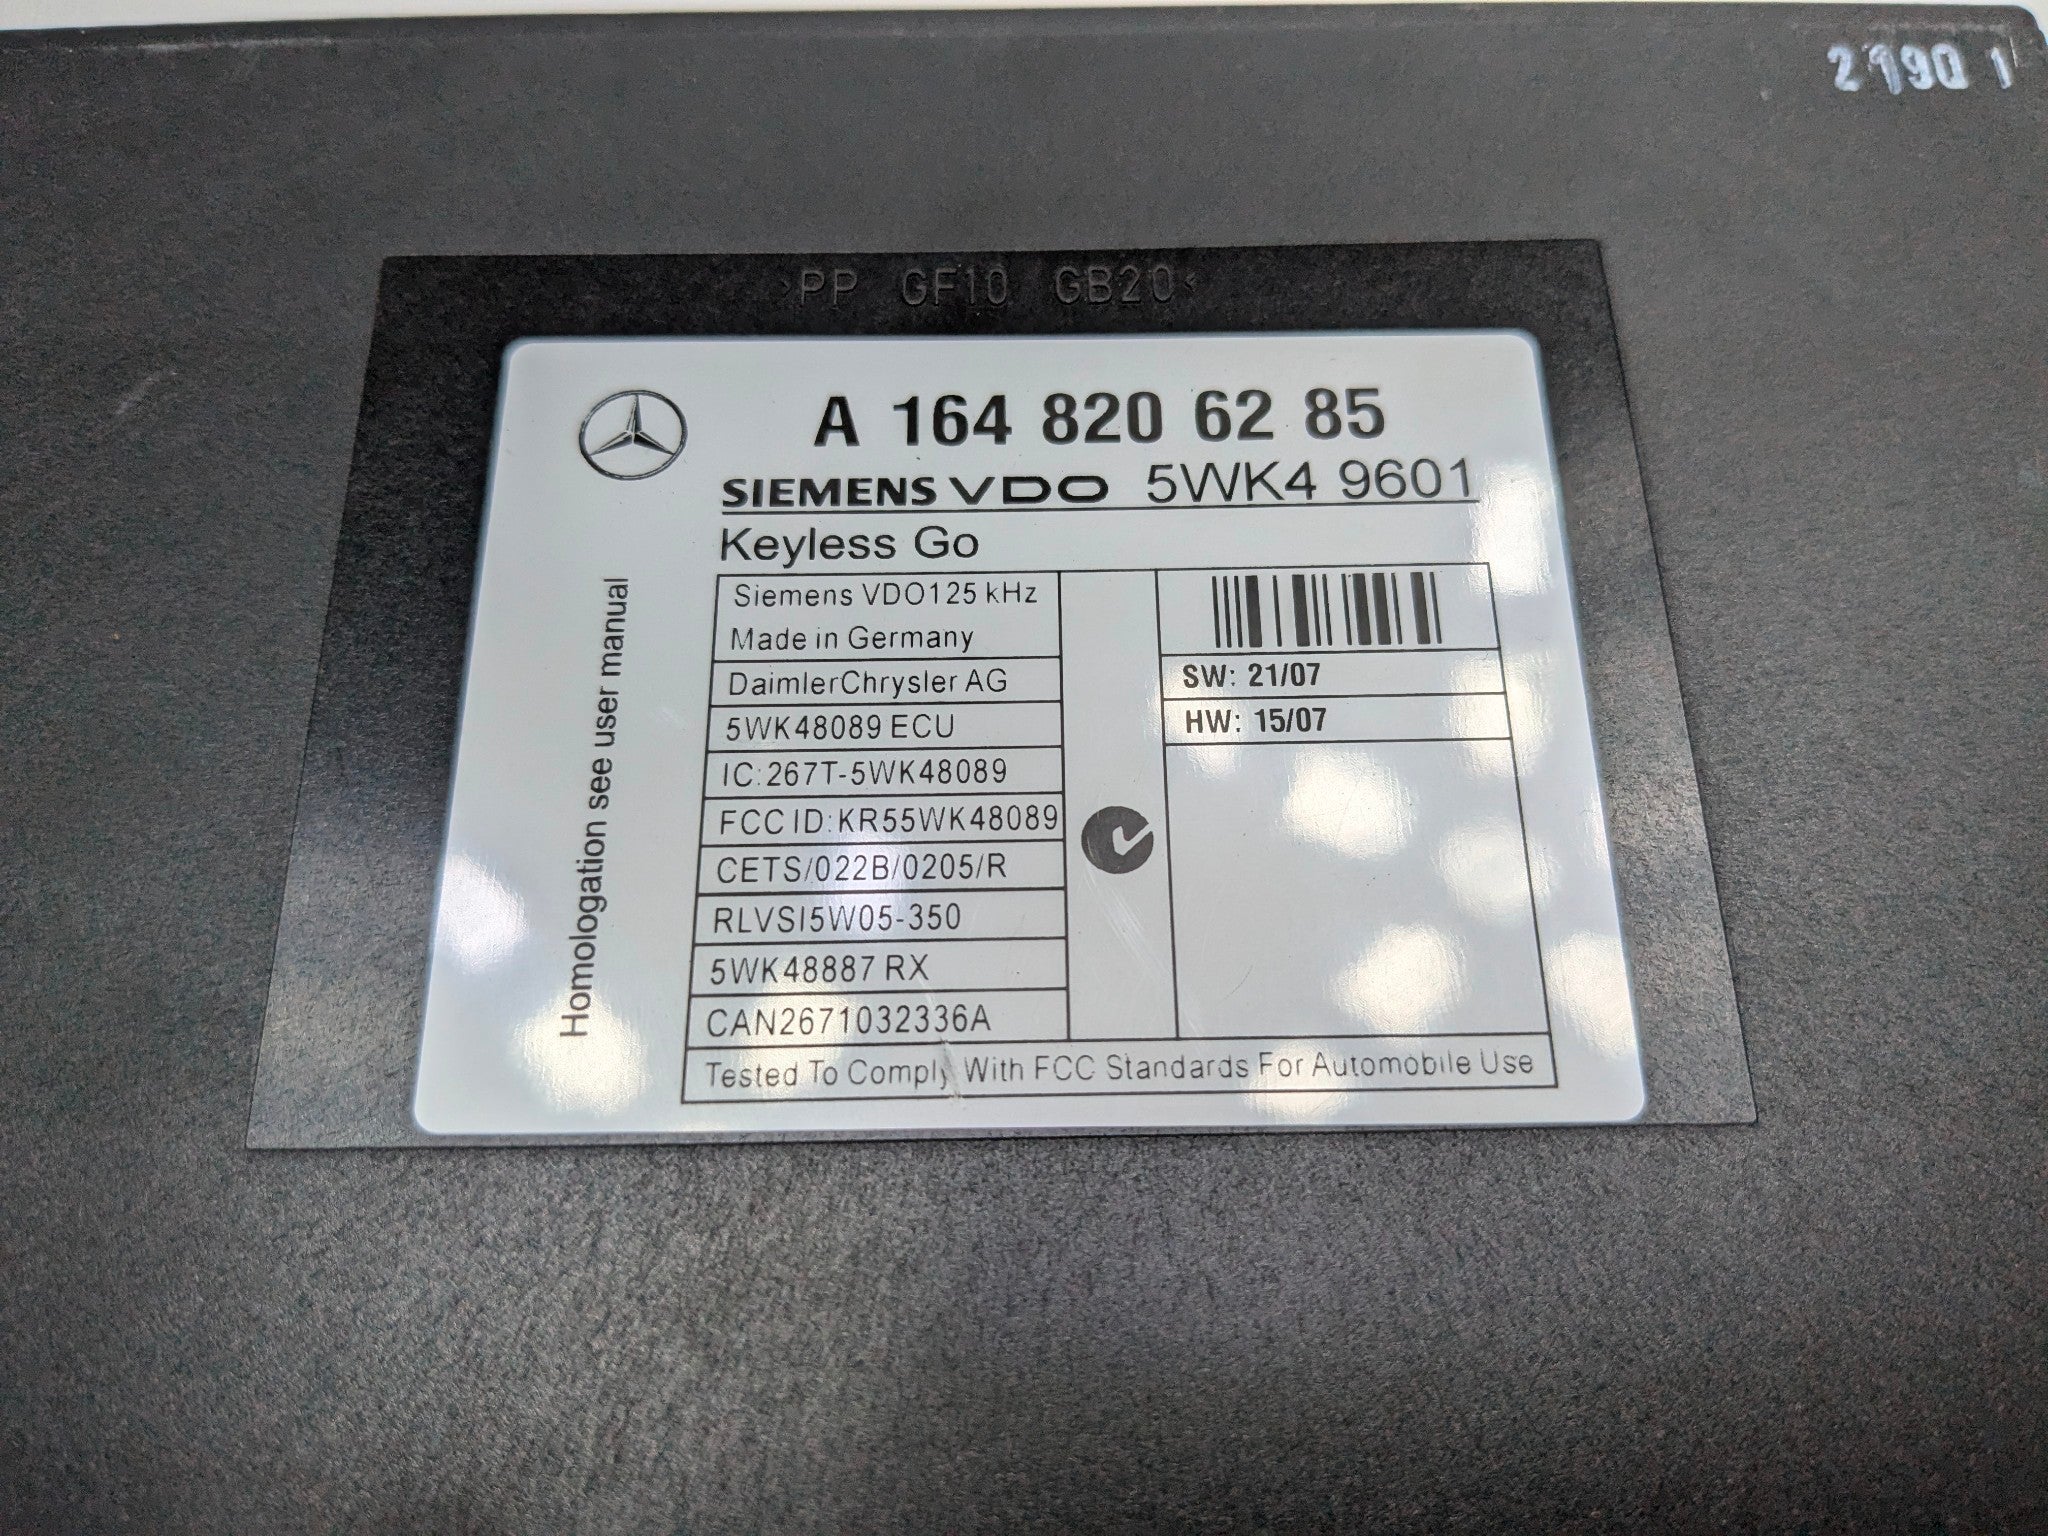 >PP GF10 GB20<
A 164 820 62 85
SIEMENS VDO 5WK4 9601
Keyless Go
Homologation see user manual
Siemens VDO125 kHz
Made in Germany
DaimlerChrysler AG
5WK48089 ECU
IC:267T-5WK48089
FCC ID:KR55WK48089
CETS/022B/0205/R
RLVSI5W05-350
5WK48887 RX
CAN2671032336A
SW: 21/07
HW: 15/07
Tested To Comply With FCC Standards For Automobile Use